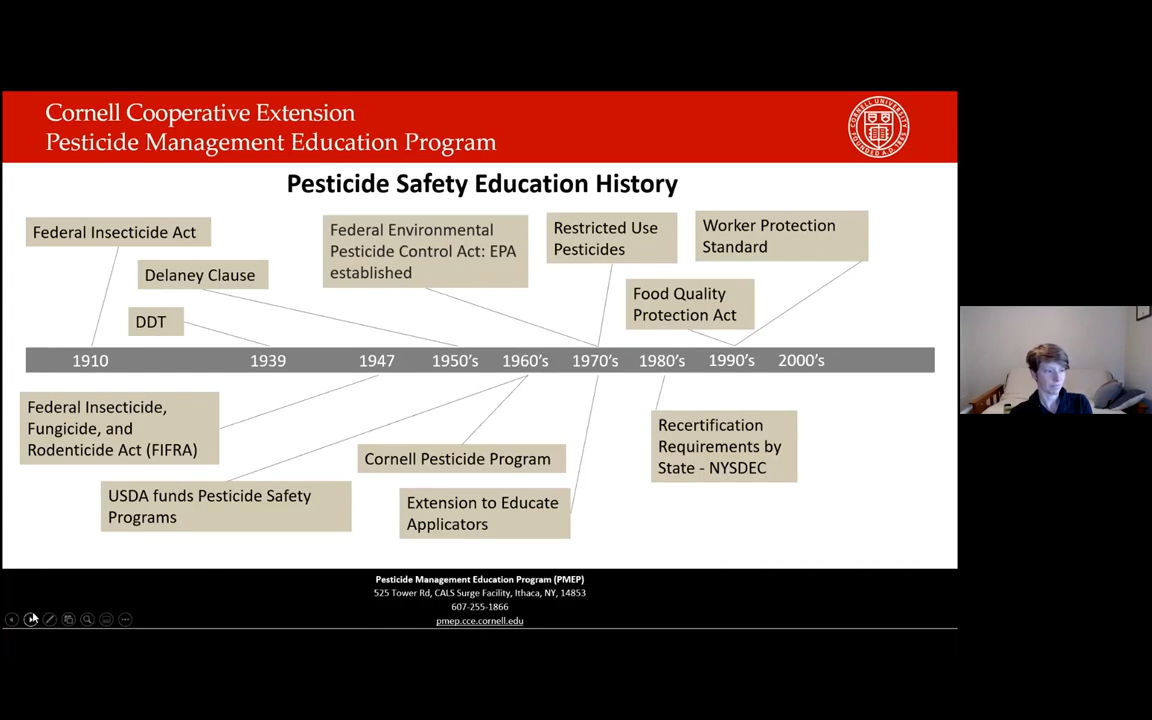 Cornell Cooperative Extension
Pesticide Management Education Program
Pesticide Safety Education History
Federal Insecticide Act
Delaney Clause
DDT
Federal Environmental
Pesticide Control Act: EPA
established
Restricted Use
Pesticides
Worker Protection
Standard
Food Quality
Protection Act
1910 1939 1947 1950's 1960's 1970's 1980's 1990's 2000's
Federal Insecticide,
Fungicide, and
Rodenticide Act (FIFRA)
USDA funds Pesticide Safety
Programs
Cornell Pesticide Program
Extension to Educate
Applicators
Recertification
Requirements by
State - NYSDEC
Pesticide Management Education Program (PMEP)
525 Tower Rd, CALS Surge Facility, Ithaca, NY, 14853
607-255-1866
pmep.cce.cornell.edu